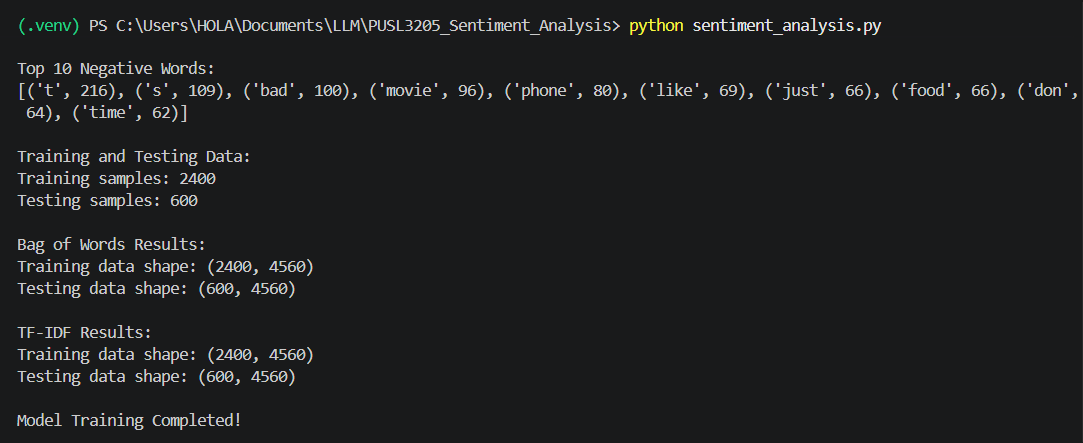 (.venv) PS C:\Users\HOLA\Documents\LLM\PUSL3205_Sentiment_Analysis> python sentiment_analysis.py
Top 10 Negative Words:
[('t', 216), ('s', 109), ('bad', 100), ('movie', 96), ('phone', 80), ('like', 69), ('just', 66), ('food', 66), ('don',
64), ('time', 62)]
Training and Testing Data:
Training samples: 2400
Testing samples: 600
Bag of Words Results:
Training data shape: (2400, 4560)
Testing data shape: (600, 4560)
TF-IDF Results:
Training data shape: (2400, 4560)
Testing data shape: (600, 4560)
Model Training Completed!